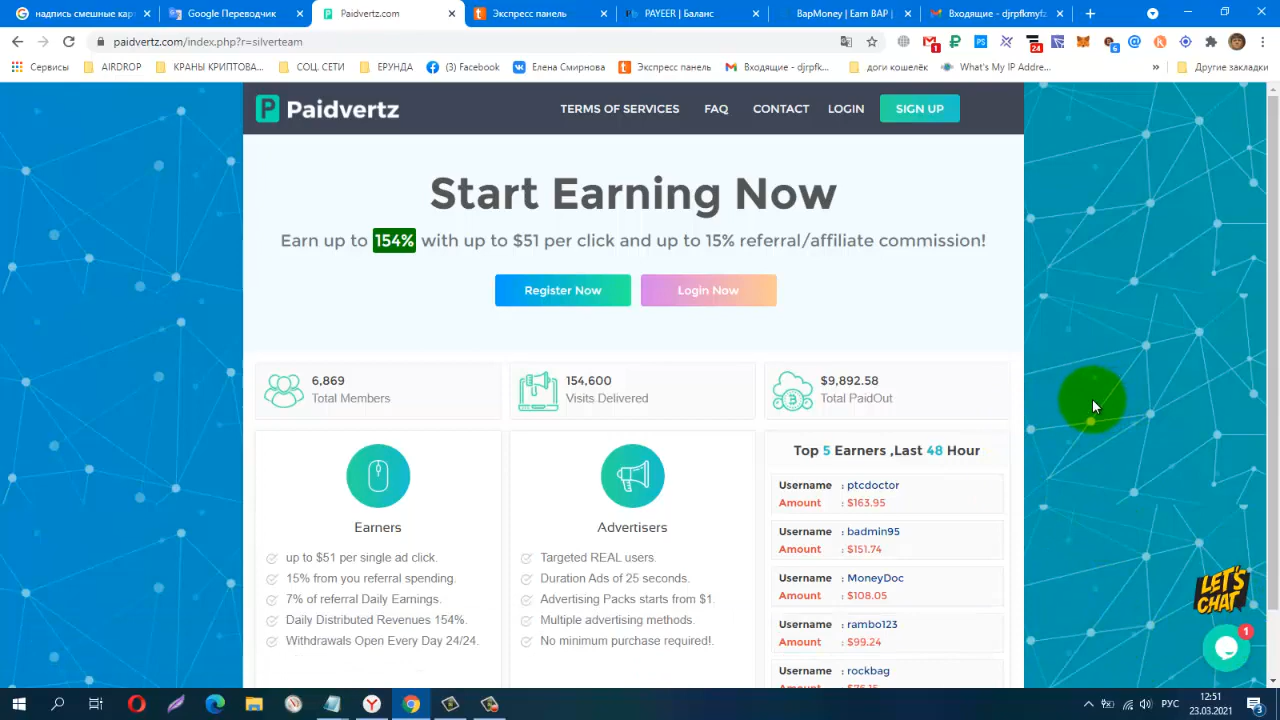 надпись смешные кар
Google Переводчик
Paidvertz.com
Экспресс панель
PAYEER | Баланс
BapMoney | Earn BAP |
Входящие - djrpfkmyfz
paidvertz.com/index.php?r=silverteam
1
24
6
Сервисы
AIRDROP
КРАНЫ КРИПТОВА...
СОЦ. СЕТИ
ЕРУНДА
(3) Facebook
Елена Смирнова
Экспресс панель
Входящие - djrpfk...
доги кошелёк
What's My IP Addre...
»
Другие закладки
Paidvertz
TERMS OF SERVICES
FAQ
CONTACT
LOGIN
SIGN UP
Start Earning Now
Earn up to 154% with up to $51 per click and up to 15% referral/affiliate commission!
Register Now
Login Now
6,869
Total Members
154,600
Visits Delivered
$9,892.58
Total PaidOut
Earners
up to $51 per single ad click.
15% from you referral spending.
7% of referral Daily Earnings.
Daily Distributed Revenues 154%.
Withdrawals Open Every Day 24/24.
Advertisers
Targeted REAL users.
Duration Ads of 25 seconds.
Advertising Packs starts from $1.
Multiple advertising methods.
No minimum purchase required!.
Top 5 Earners ,Last 48 Hour
Username : ptcdoctor
Amount : $163.95
Username : badmin95
Amount : $151.74
Username : MoneyDoc
Amount : $108.05
Username : rambo123
Amount : $99.24
Username : rockbag
LET'S
CHAT
1
РУС
12:51
23.03.2021
3